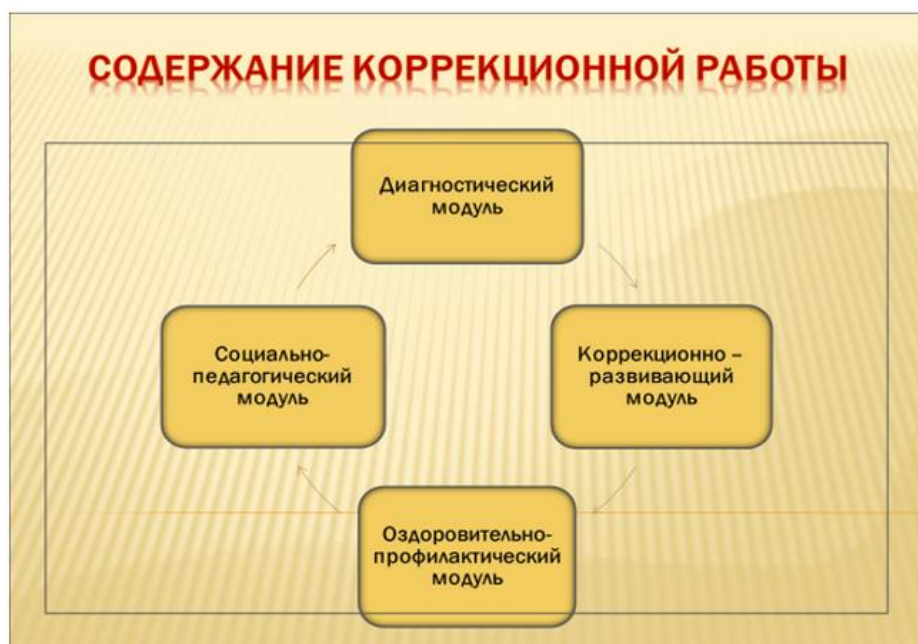 СОДЕРЖАНИЕ КОРРЕКЦИОННОЙ РАБОТЫ
Диагностический
модуль
Социально-
педагогический
модуль
Коррекционно –
развивающий
модуль
Оздоровительно-
профилактический
модуль